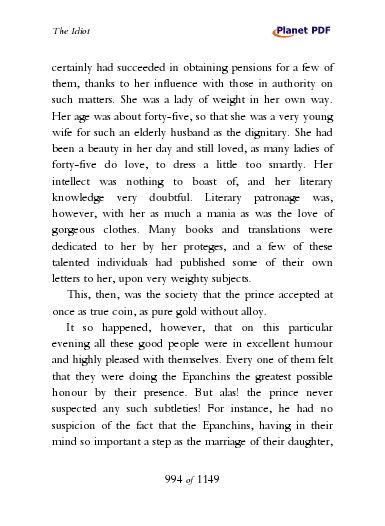 The Idiot
Planet PDF
certainly had succeeded in obtaining pensions for a few of
them, thanks to her influence with those in authority on
such matters. She was a lady of weight in her own way.
Her age was about forty-five, so that she was a very young
wife for such an elderly husband as the dignitary. She had
been a beauty in her day and still loved, as many ladies of
forty-five do love, to dress a little too smartly. Her
intellect was nothing to boast of, and her literary
knowledge very doubtful. Literary patronage was,
however, with her as much a mania as was the love of
gorgeous clothes. Many books and translations were
dedicated to her by her proteges, and a few of these
talented individuals had published some of their own
letters to her, upon very weighty subjects.
This, then, was the society that the prince accepted at
once as true coin, as pure gold without alloy.
It so happened, however, that on this particular
evening all these good people were in excellent humour
and highly pleased with themselves. Every one of them felt
that they were doing the Epanchins the greatest possible
honour by their presence. But alas! the prince never
suspected any such subtleties! For instance, he had no
suspicion of the fact that the Epanchins, having in their
mind so important a step as the marriage of their daughter,
994 of 1149